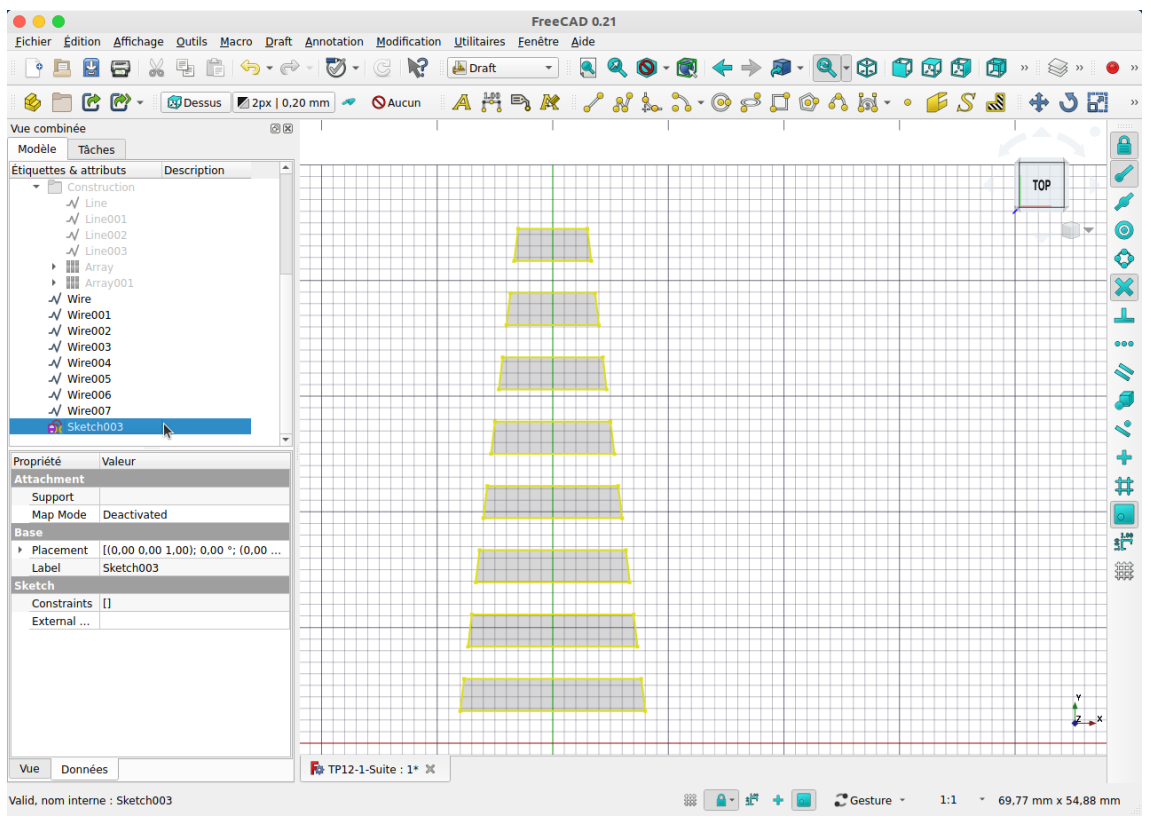 FreeCAD 0.21
Fichier Édition Affichage Outils Macro Draft Annotation Modification Utilitaires Fenêtre Aide
Draft
Dessus 2px | 0,20 mm Aucun
Vue combinée
Modèle Tâches
Étiquettes & attributs Description
Construction
Line
Line001
Line002
Line003
Array
Array001
Wire
Wire001
Wire002
Wire003
Wire004
Wire005
Wire006
Wire007
Sketch003
Propriété Valeur
Attachment
Support
Map Mode Deactivated
Base
Placement [(0,00 0,00 1,00); 0,00 °; (0,00 ...
Label Sketch003
Sketch
Constraints []
External ...
Vue Données
TOP
Y
Z X
TP12-1-Suite : 1*
Valid, nom interne : Sketch003
Gesture 1:1 69,77 mm x 54,88 mm